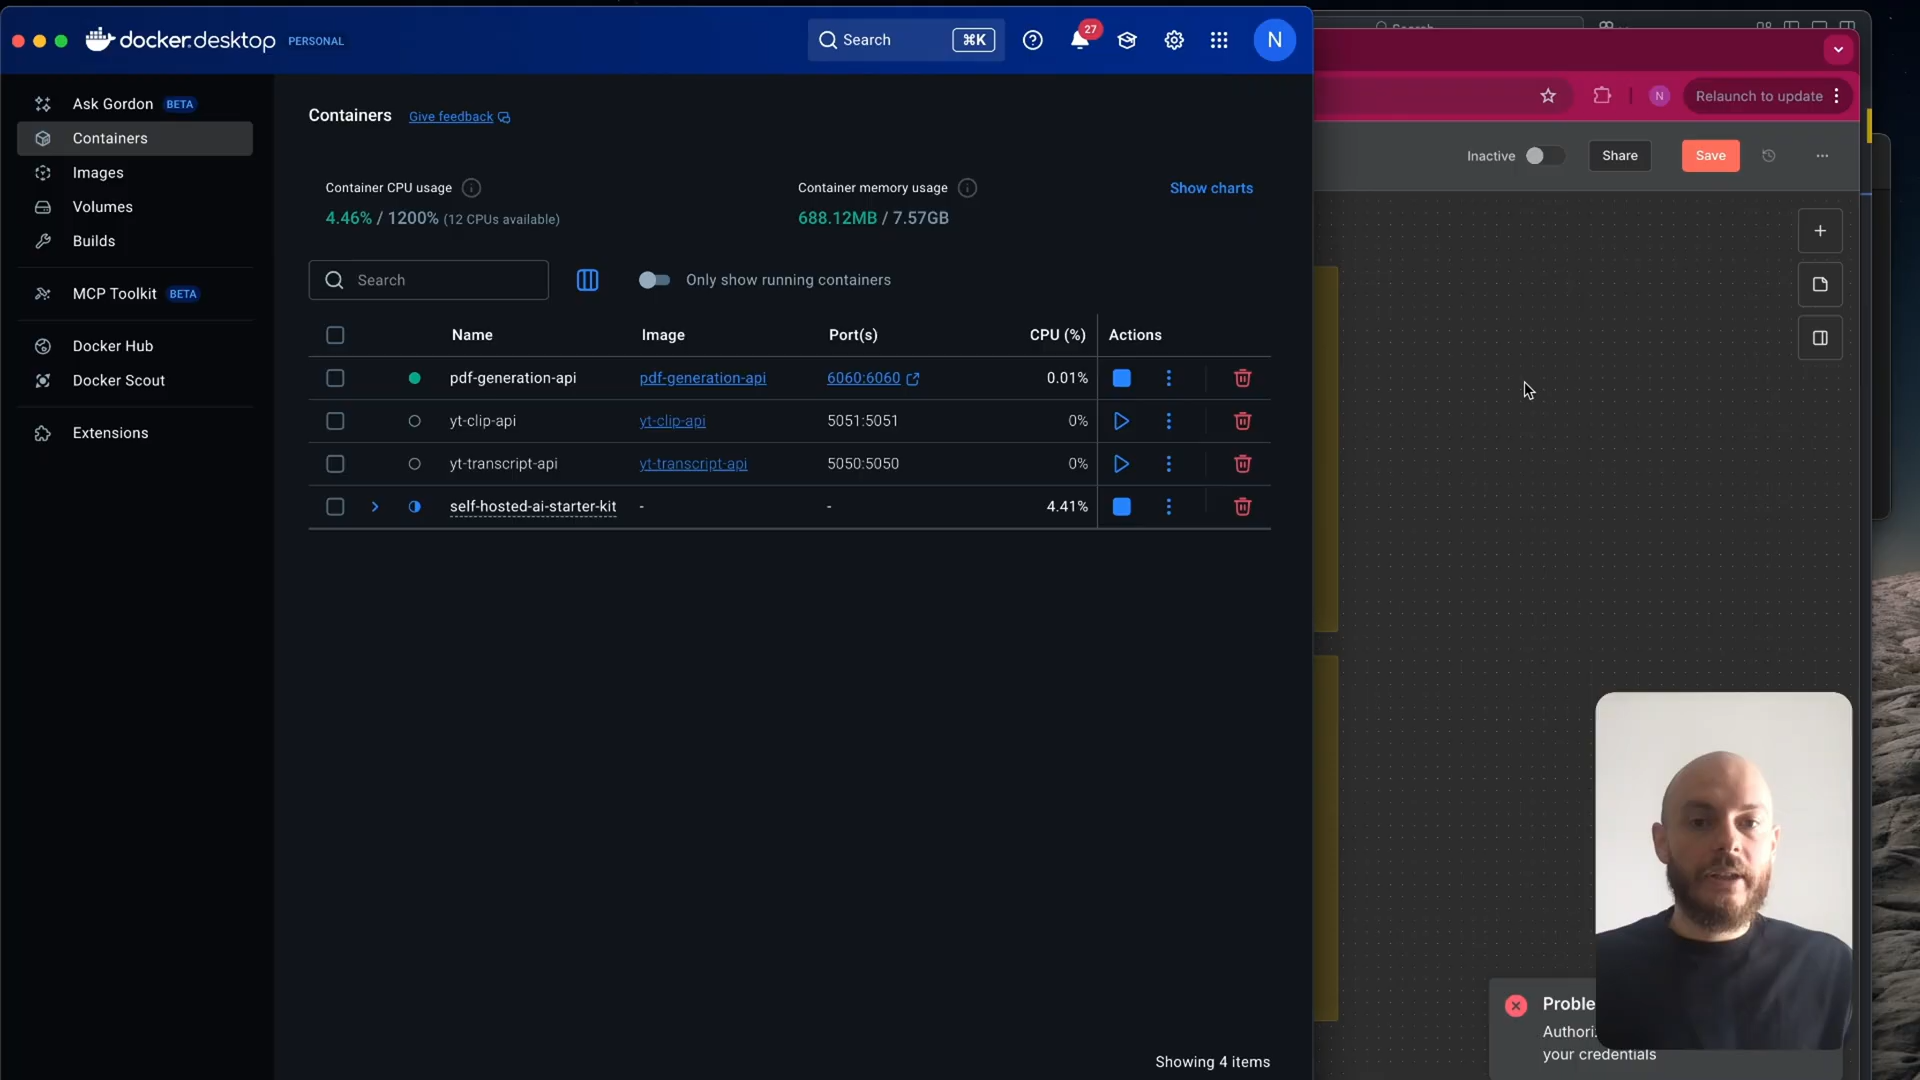 docker.desktop PERSONAL
Search ⌘K
27
N
Search
N
Relaunch to update
Ask Gordon BETA
Containers
Images
Volumes
Builds
MCP Toolkit BETA
Docker Hub
Docker Scout
Extensions
Containers Give feedback
Container CPU usage
4.46% / 1200% (12 CPUs available)
Container memory usage
688.12MB / 7.57GB
Show charts
Inactive
Share
Save
Search
Only show running containers
Name Image Port(s) CPU (%) Actions
pdf-generation-api pdf-generation-api 6060:6060 0.01%
yt-clip-api yt-clip-api 5051:5051 0%
yt-transcript-api yt-transcript-api 5050:5050 0%
self-hosted-ai-starter-kit - - 4.41%
Showing 4 items
Proble
Authori
your credentials